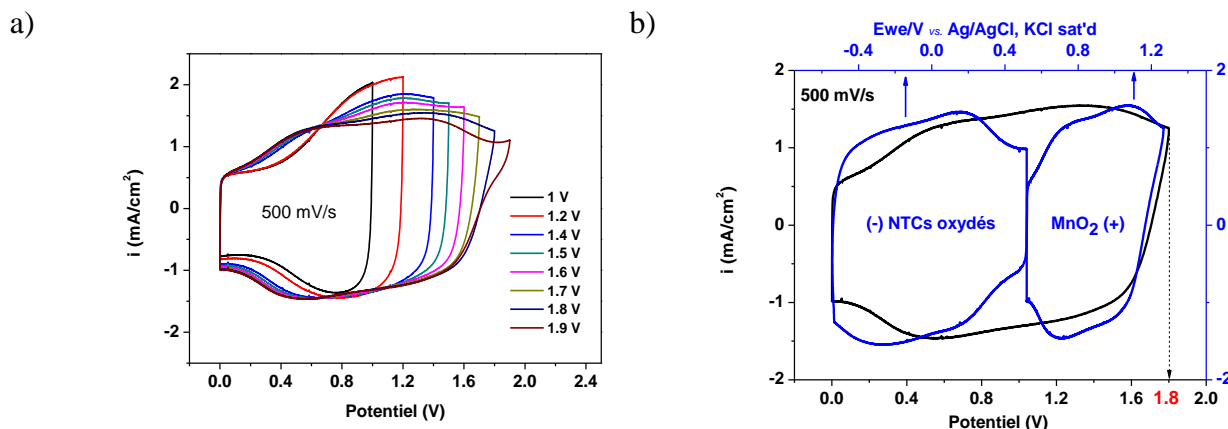 a)
2
1
0
-1
-2
i (mA/cm²)
500 mV/s
1 V
1.2 V
1.4 V
1.5 V
1.6 V
1.7 V
1.8 V
1.9 V
0.0 0.4 0.8 1.2 1.6 2.0 2.4
Potentiel (V)
b)
Ewe/V vs. Ag/AgCl, KCl sat'd
-0.4 0.0 0.4 0.8 1.2
2
1
0
-1
-2
i (mA/cm²)
500 mV/s
(-) NTCs oxydés
MnO₂ (+)
2
0
-2
0.0 0.4 0.8 1.2 1.6 1.8 2.0
Potentiel (V)